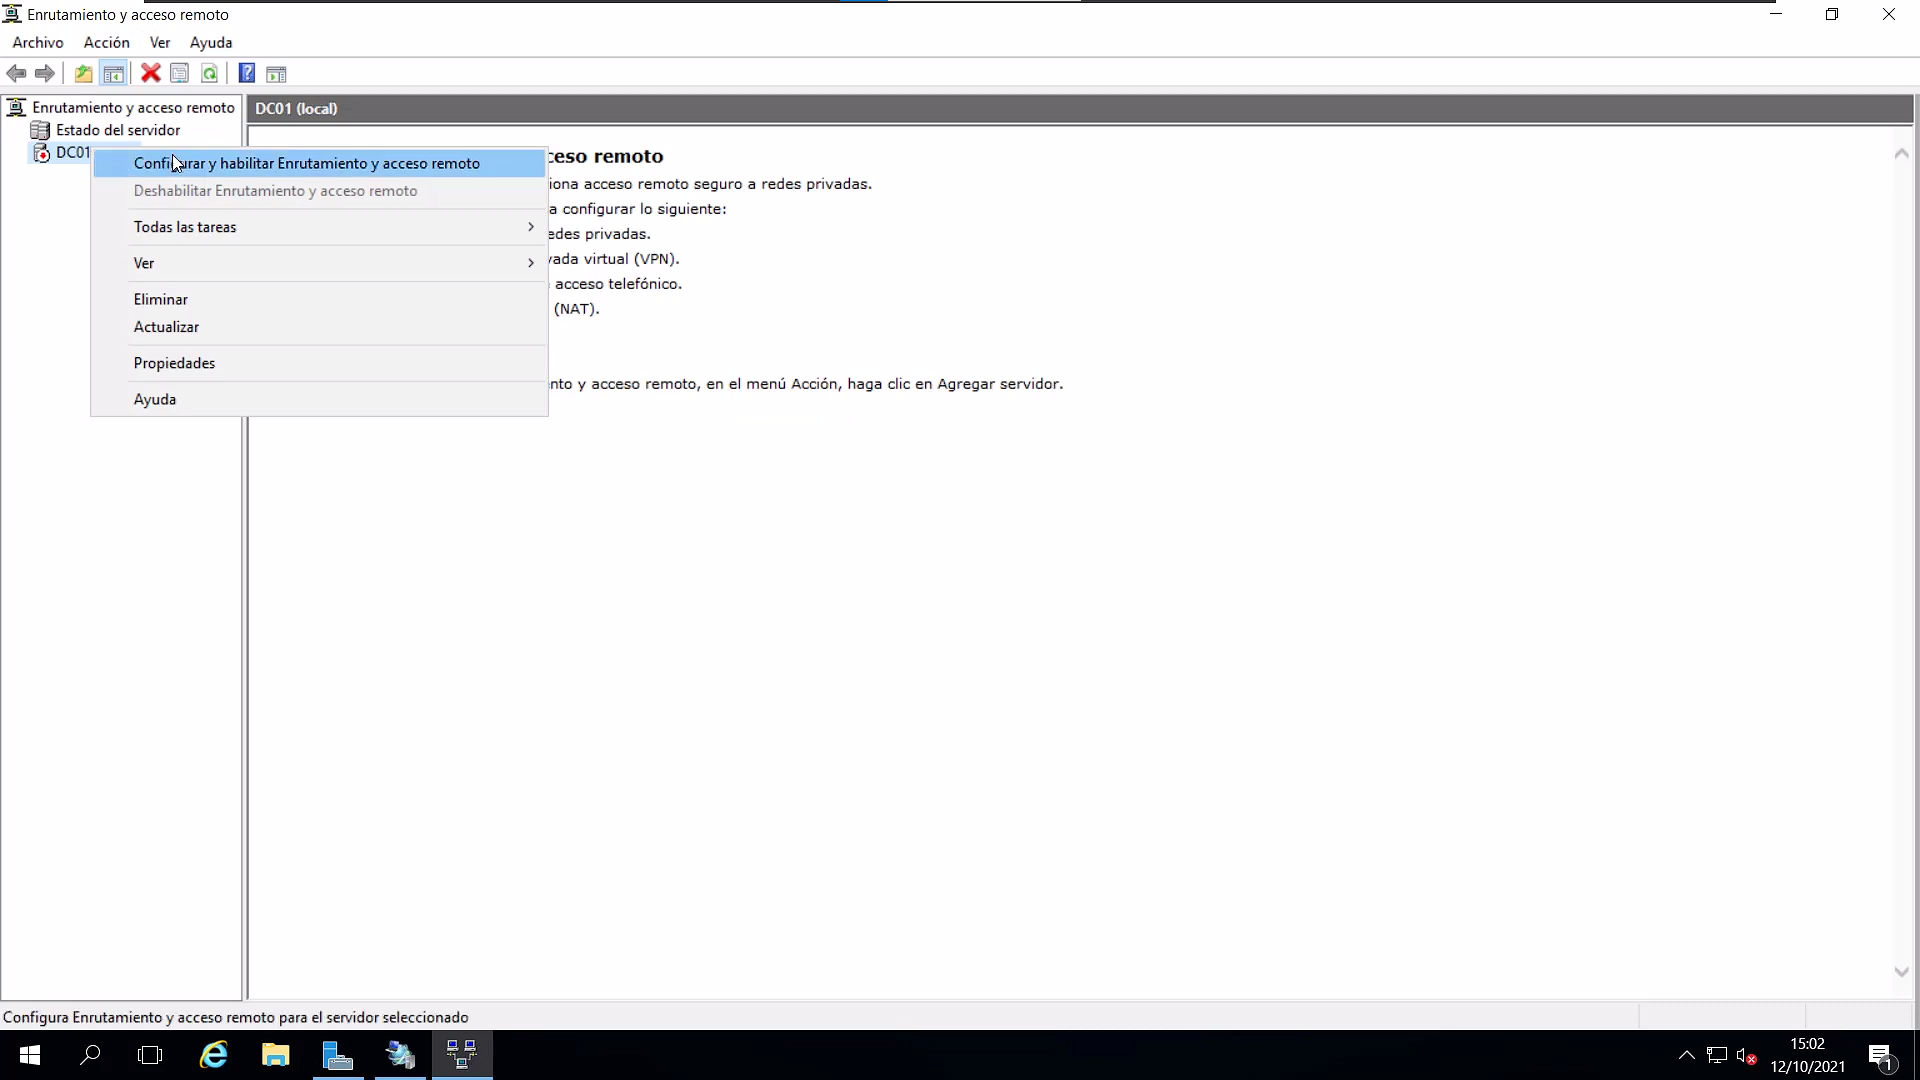 Enrutamiento y acceso remoto
Archivo Acción Ver Ayuda
Enrutamiento y acceso remoto
Estado del servidor
DC01
DC01 (local)
Configurar y habilitar Enrutamiento y acceso remoto
Deshabilitar Enrutamiento y acceso remoto
Todas las tareas
Ver
Eliminar
Actualizar
Propiedades
Ayuda
ceso remoto
iona acceso remoto seguro a redes privadas.
a configurar lo siguiente:
edes privadas.
vada virtual (VPN).
acceso telefónico.
(NAT).
nto y acceso remoto, en el menú Acción, haga clic en Agregar servidor.
Configura Enrutamiento y acceso remoto para el servidor seleccionado
15:02
12/10/2021
1